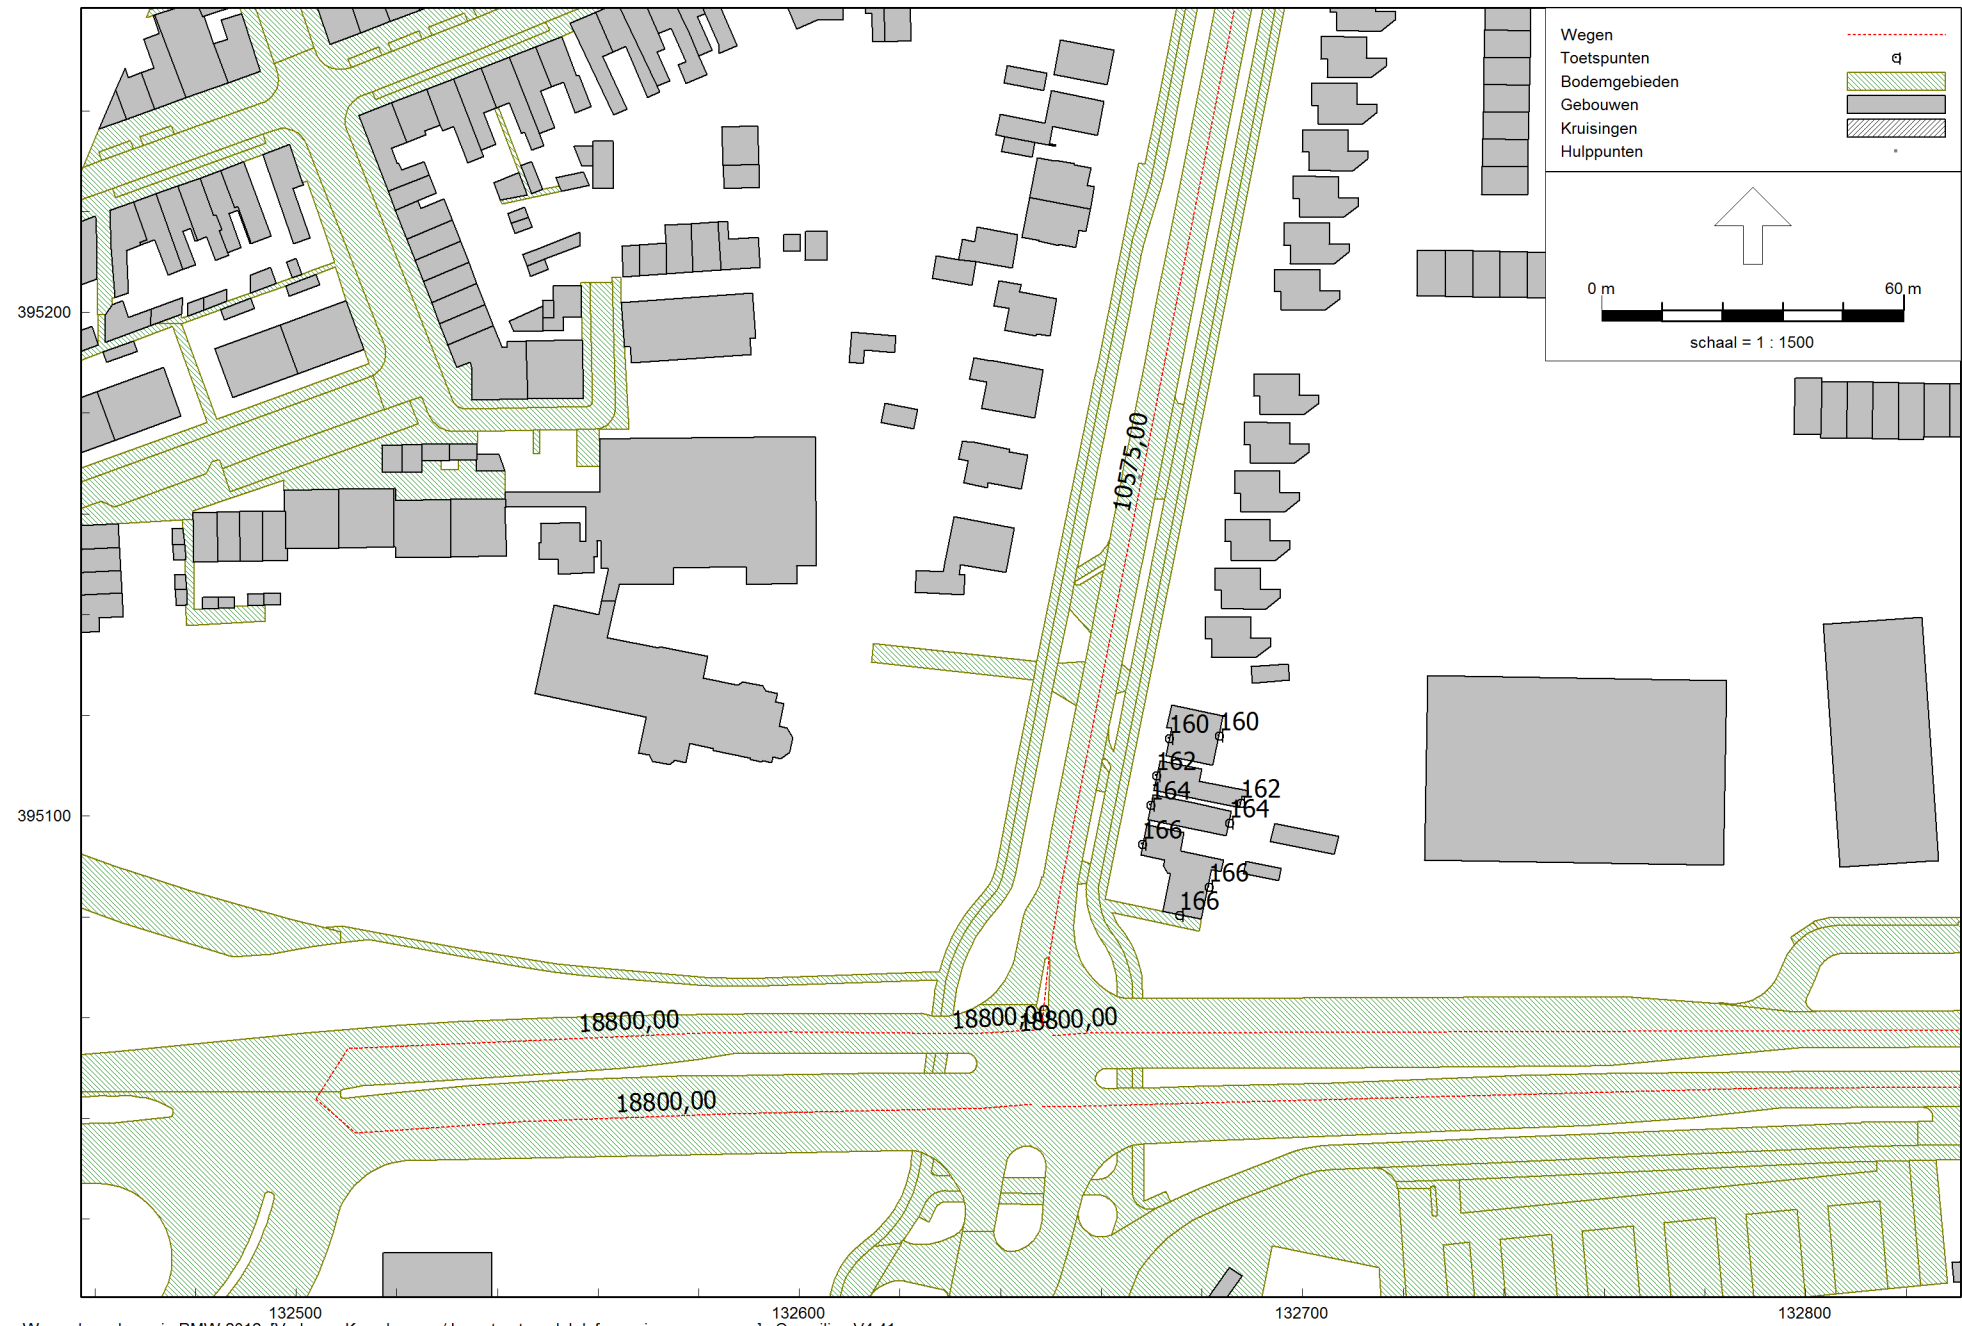 Wegen
Toetspunten
Bodemgebieden
Gebouwen
Kruisingen
Hulppunten
0 m 60 m
schaal = 1 : 1500
395200
10575,00
160 160
162
162
164
164
166
166
166
395100
18800,00 18800,00 18800,00
18800,00
132500 132600 132700 132800